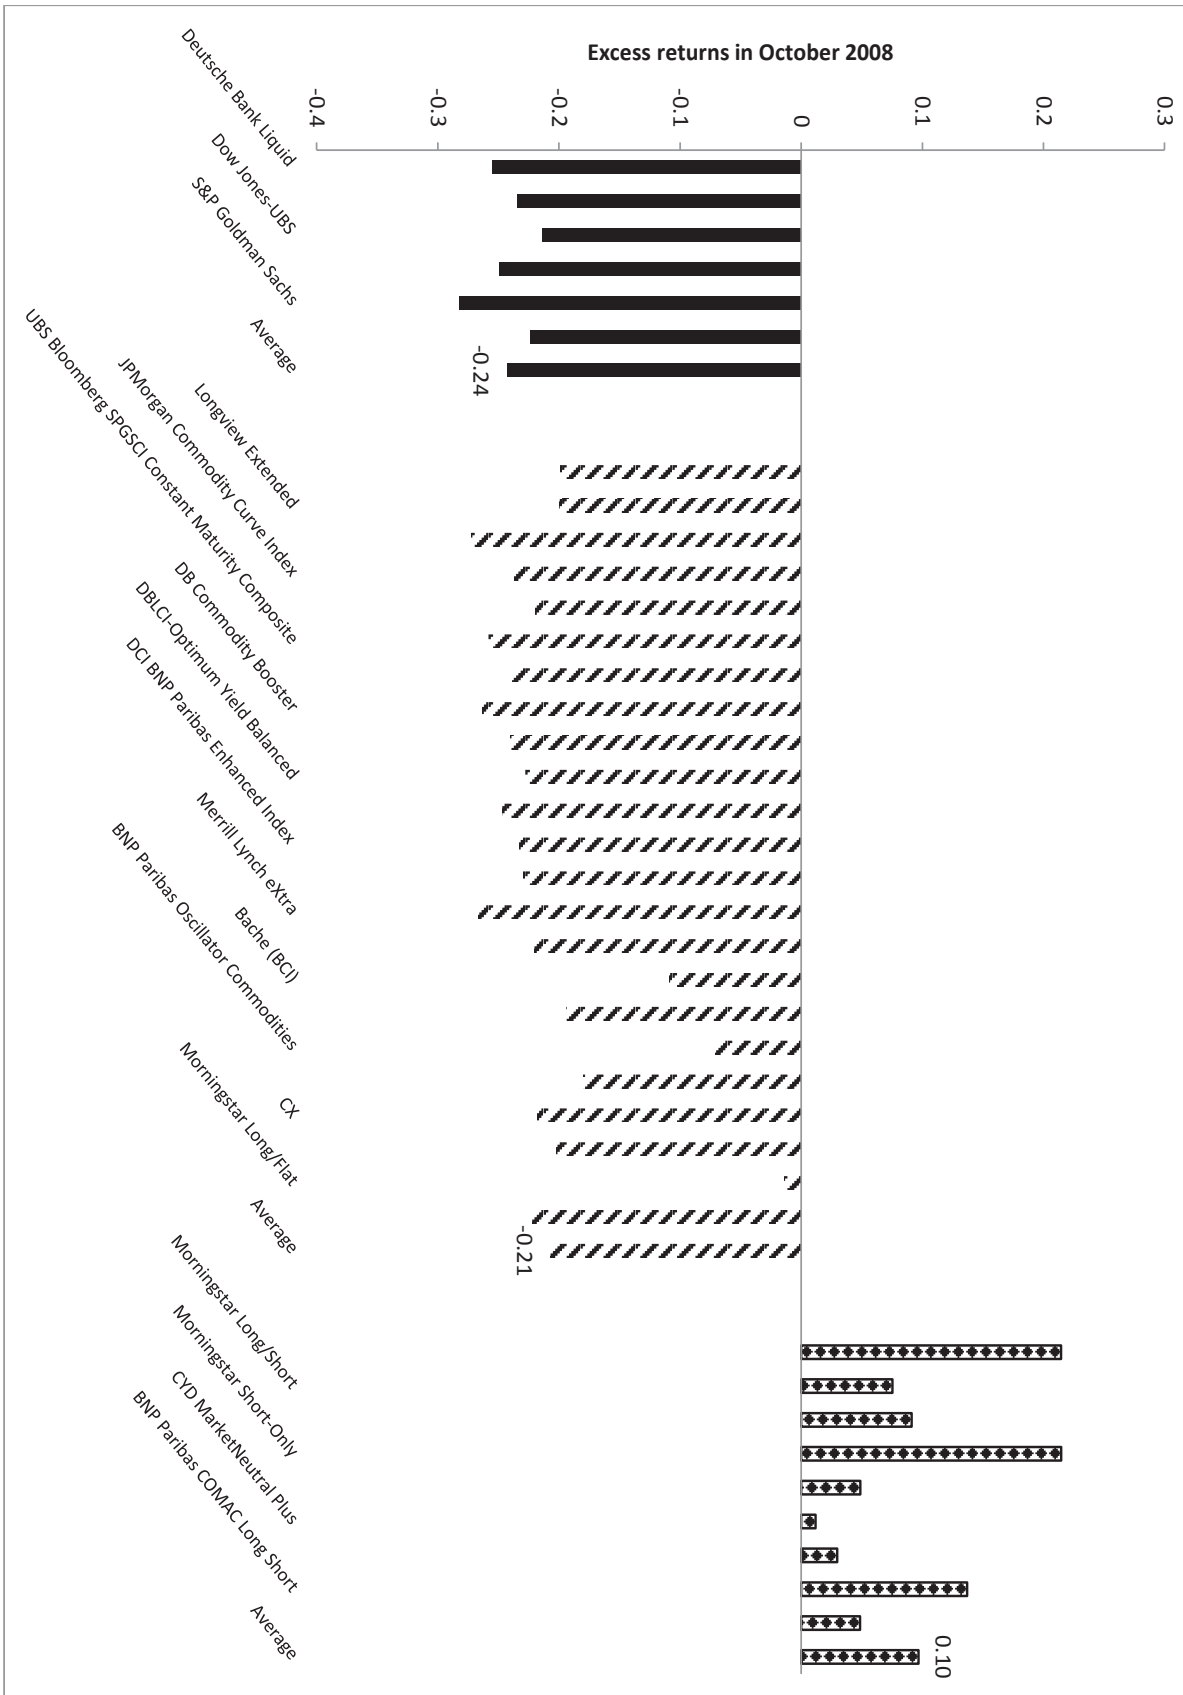 Excess returns in October 2008
0.3
0.2
0.1
0
-0.1
-0.2
-0.3
-0.4
Deutsche Bank Liquid
Dow Jones-UBS
S&P Goldman Sachs
Average
Longview Extended
JPMorgan Commodity Curve Index
UBS Bloomberg SPGSCI Constant Maturity Composite
DB Commodity Booster
DBLCI-Optimum Yield Balanced
DCI BNP Paribas Enhanced Index
Merrill Lynch eXtra
Bache (BCI)
BNP Paribas Oscillator Commodities
CX
Morningstar Long/Flat
Average
Morningstar Long/Short
Morningstar Short-Only
CYD MarketNeutral Plus
BNP Paribas COMAC Long Short
Average
-0.24
-0.21
0.10